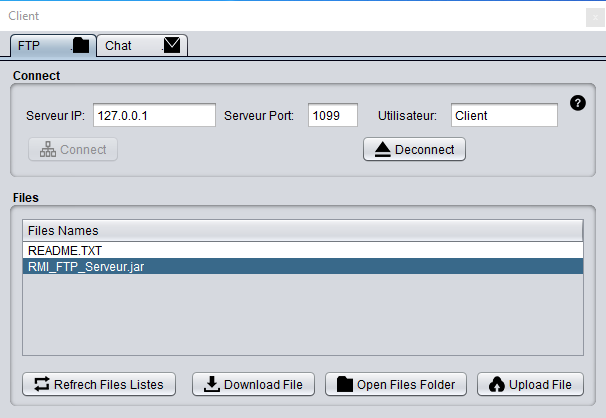 Client
FTP Chat
Connect
Serveur IP: 127.0.0.1 Serveur Port: 1099 Utilisateur: Client ?
Connect Deconnect
Files
Files Names
README.TXT
RMI_FTP_Serveur.jar
Refrech Files Listes Download File Open Files Folder Upload File